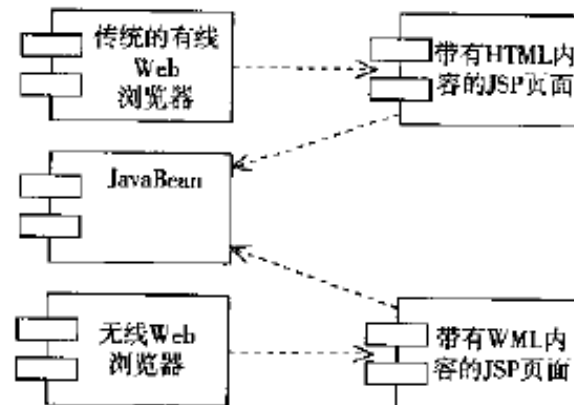 传统的有线
Web
浏览器
带有HTML内
容的JSP页面
JavaBean
无线Web
浏览器
带有WML内
容的JSP页面